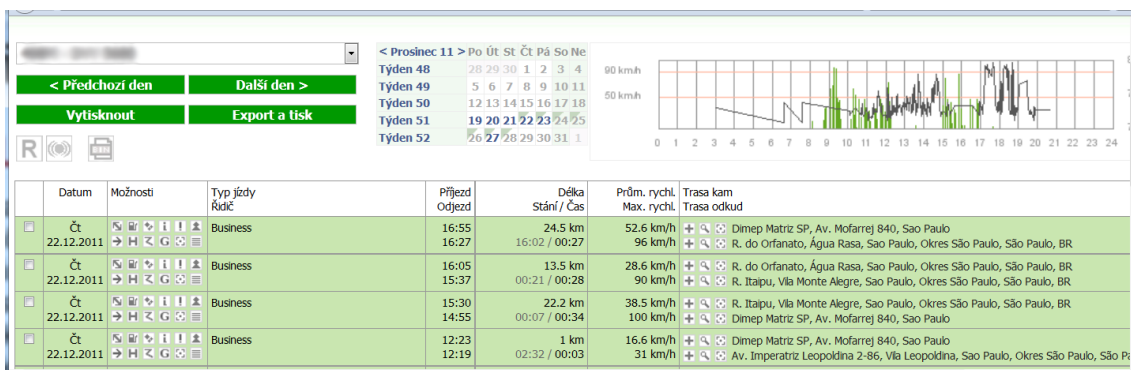 < Prosinec 11 > Po Út St Čt Pá So Ne
Týden 48 28 29 30 1 2 3 4
Týden 49 5 6 7 8 9 10 11
Týden 50 12 13 14 15 16 17 18
Týden 51 19 20 21 22 23 24 25
Týden 52 26 27 28 29 30 31 1
< Předchozí den Další den >
Vytisknout Export a tisk
R
90 km/h
50 km/h
0 1 2 3 4 5 6 7 8 9 10 11 12 13 14 15 16 17 18 19 20 21 22 23 24
Datum Možnosti Typ jízdy Příjezd Délka Prům. rychl. Trasa kam
Řidič Odjezd Stání / Čas Max. rychl. Trasa odkud
Čt Business 16:55 24.5 km 52.6 km/h Dimep Matriz SP, Av. Mofarrej 840, Sao Paulo
22.12.2011 H G 16:27 16:02 / 00:27 96 km/h R. do Orfanato, Água Rasa, Sao Paulo, Okres São Paulo, São Paulo, BR
Čt Business 16:05 13.5 km 28.6 km/h R. do Orfanato, Água Rasa, Sao Paulo, Okres São Paulo, São Paulo, BR
22.12.2011 H G 15:37 00:21 / 00:28 90 km/h R. Itaipu, Vila Monte Alegre, Sao Paulo, Okres São Paulo, São Paulo, BR
Čt Business 15:30 22.2 km 38.5 km/h R. Itaipu, Vila Monte Alegre, Sao Paulo, Okres São Paulo, São Paulo, BR
22.12.2011 H G 14:55 00:07 / 00:34 100 km/h Dimep Matriz SP, Av. Mofarrej 840, Sao Paulo
Čt Business 12:23 1 km 16.6 km/h Dimep Matriz SP, Av. Mofarrej 840, Sao Paulo
22.12.2011 H G 12:19 02:32 / 00:03 31 km/h Av. Imperatriz Leopoldina 2-86, Vila Leopoldina, Sao Paulo, Okres São Paulo, São